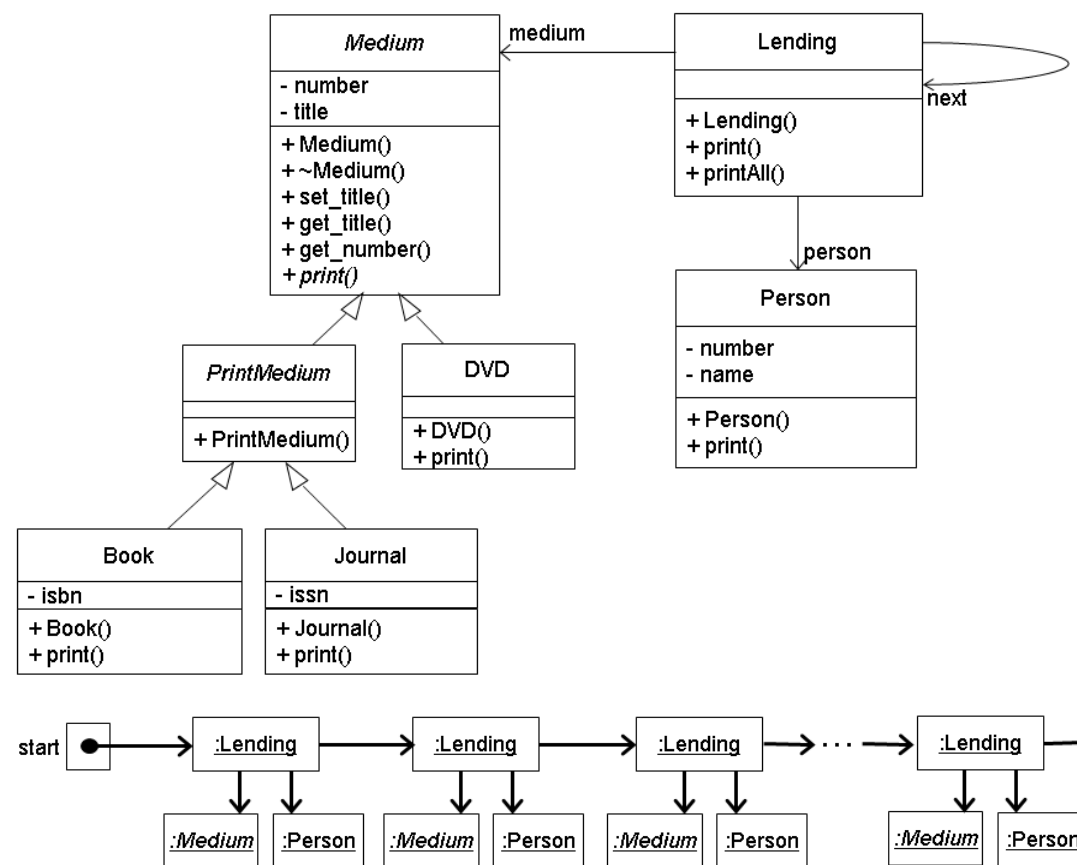 Medium
- number
- title
+ Medium()
+ ~Medium()
+ set_title()
+ get_title()
+ get_number()
+ print()
medium
Lending
+ Lending()
+ print()
+ printAll()
next
person
Person
- number
- name
+ Person()
+ print()
PrintMedium
+ PrintMedium()
DVD
+ DVD()
+ print()
Book
- isbn
+ Book()
+ print()
Journal
- issn
+ Journal()
+ print()
start
:Lending
:Lending
:Lending
...
:Lending
:Medium
:Person
:Medium
:Person
:Medium
:Person
:Medium
:Person